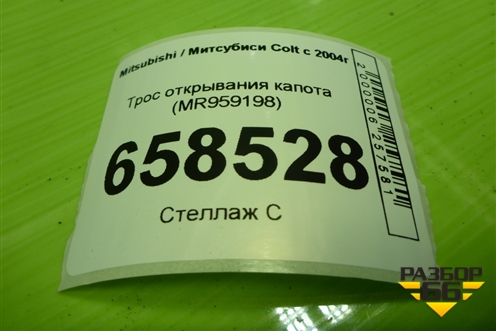 Mitsubishi / Митсубиси Colt с 2004г
Трос открывания капота
(MR959198)
658528
Стеллаж С
2000006257581
РАЗБОР
66